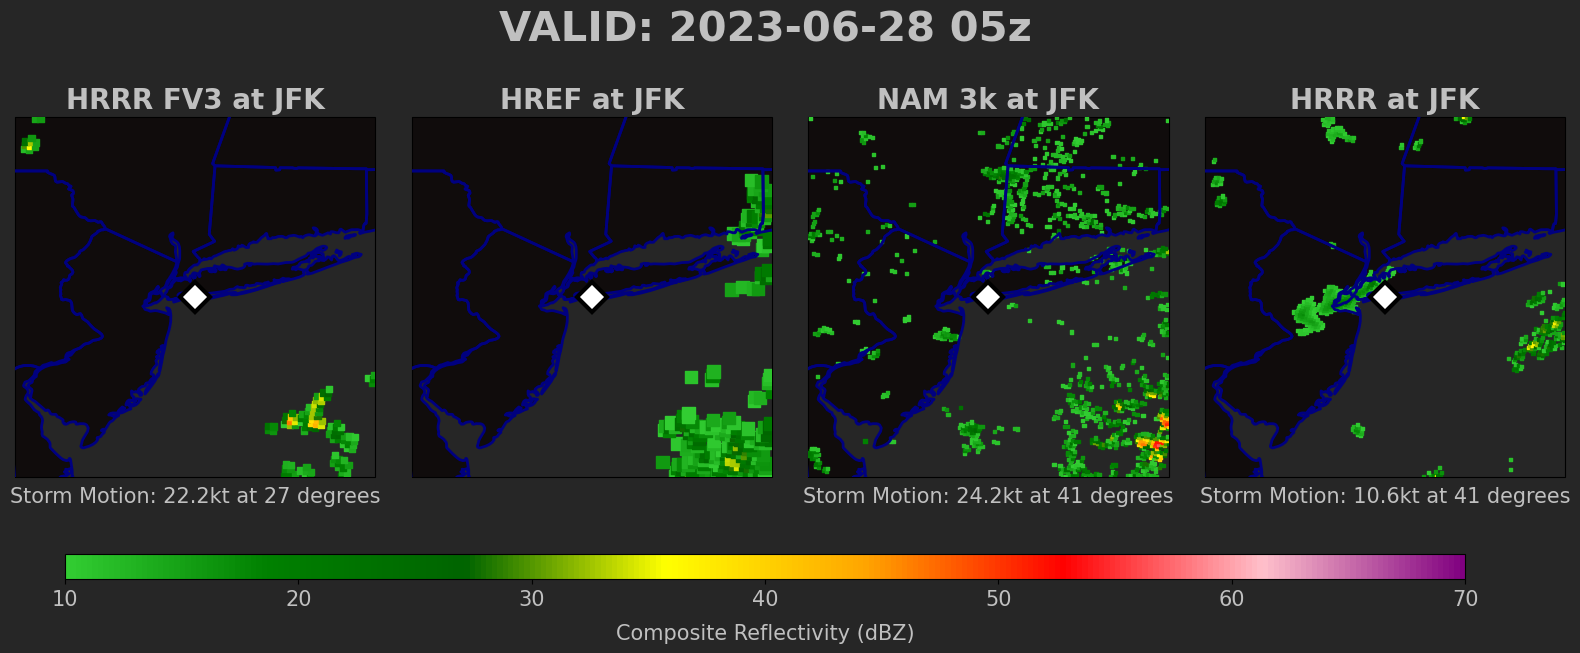 VALID: 2023-06-28 05z
HRRR FV3 at JFK
HREF at JFK
NAM 3k at JFK
HRRR at JFK
Storm Motion: 22.2kt at 27 degrees
Storm Motion: 24.2kt at 41 degrees
Storm Motion: 10.6kt at 41 degrees
10 20 30 40 50 60 70
Composite Reflectivity (dBZ)